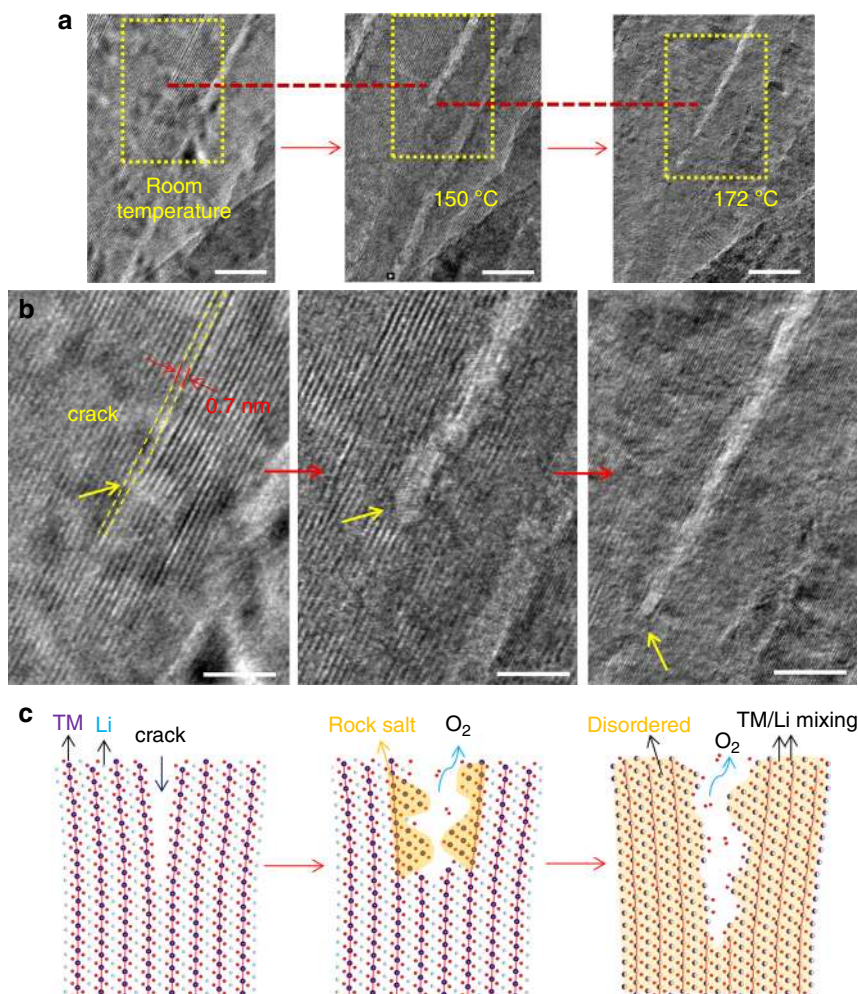 a
Room
temperature
150 °C
172 °C
b
crack
0.7 nm
c
TM
Li
crack
Rock salt
O2
Disordered
O2
TM/Li mixing